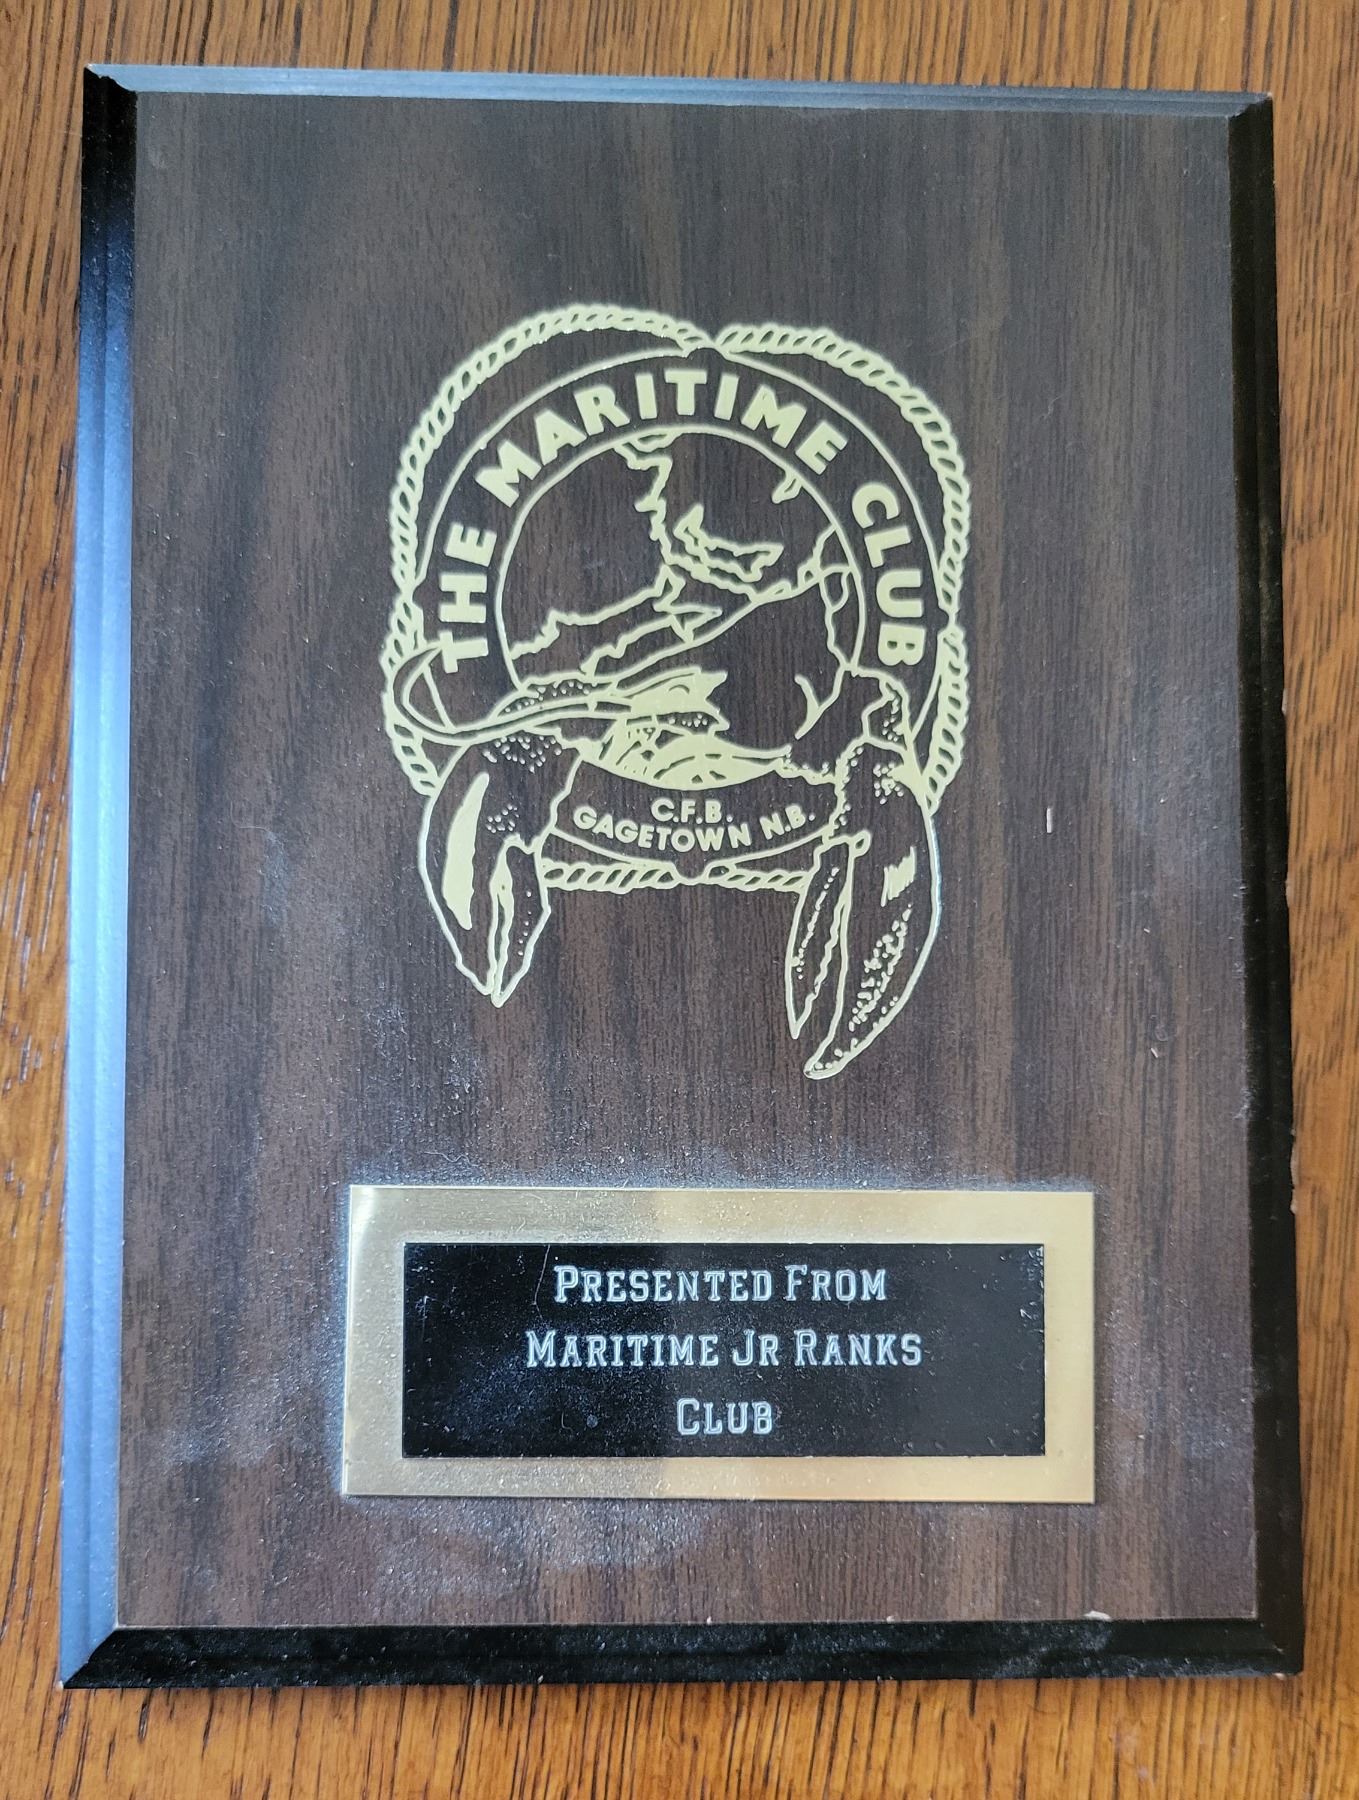 THE MARITIME CLUB
C.F.B.
GAGETOWN N.B.
PRESENTED FROM
MARITIME JR RANKS
CLUB